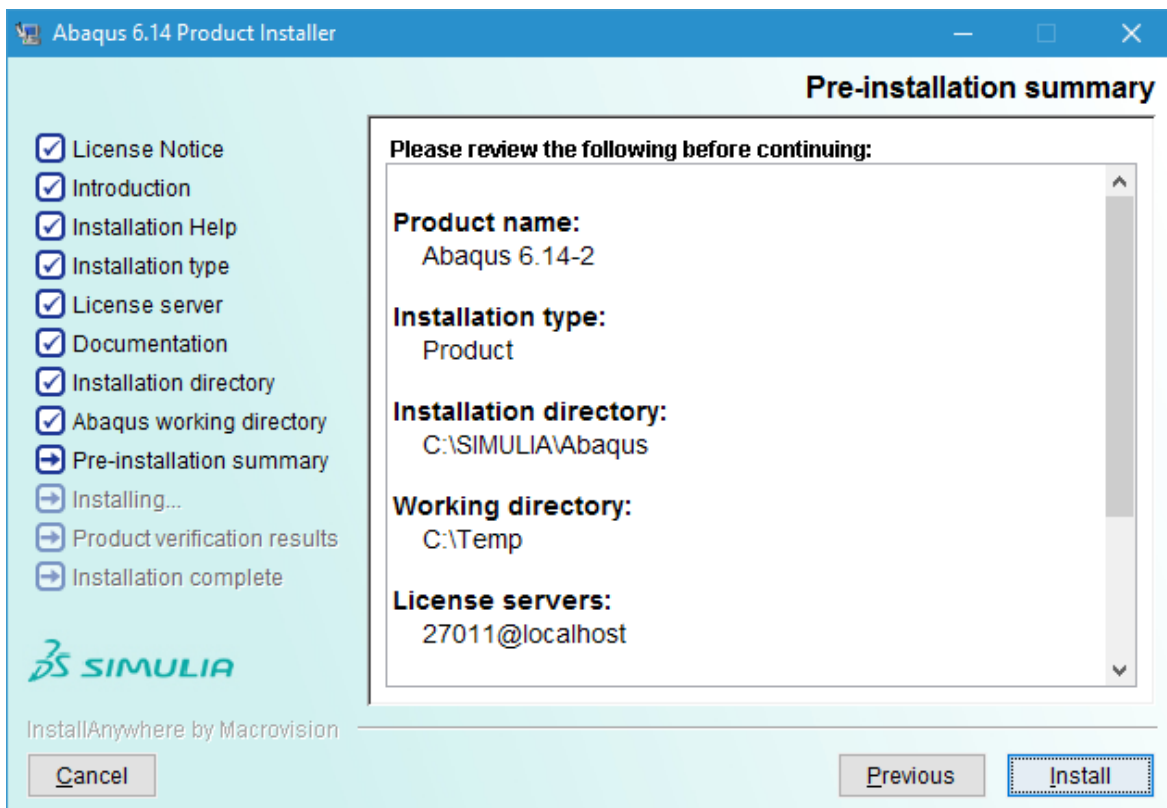 Abaqus 6.14 Product Installer
Pre-installation summary
License Notice
Introduction
Installation Help
Installation type
License server
Documentation
Installation directory
Abaqus working directory
Pre-installation summary
Installing...
Product verification results
Installation complete
Please review the following before continuing:
Product name:
Abaqus 6.14-2
Installation type:
Product
Installation directory:
C:\SIMULIA\Abaqus
Working directory:
C:\Temp
License servers:
27011@localhost
3DS SIMULIA
InstallAnywhere by Macrovision
Cancel
Previous
Install